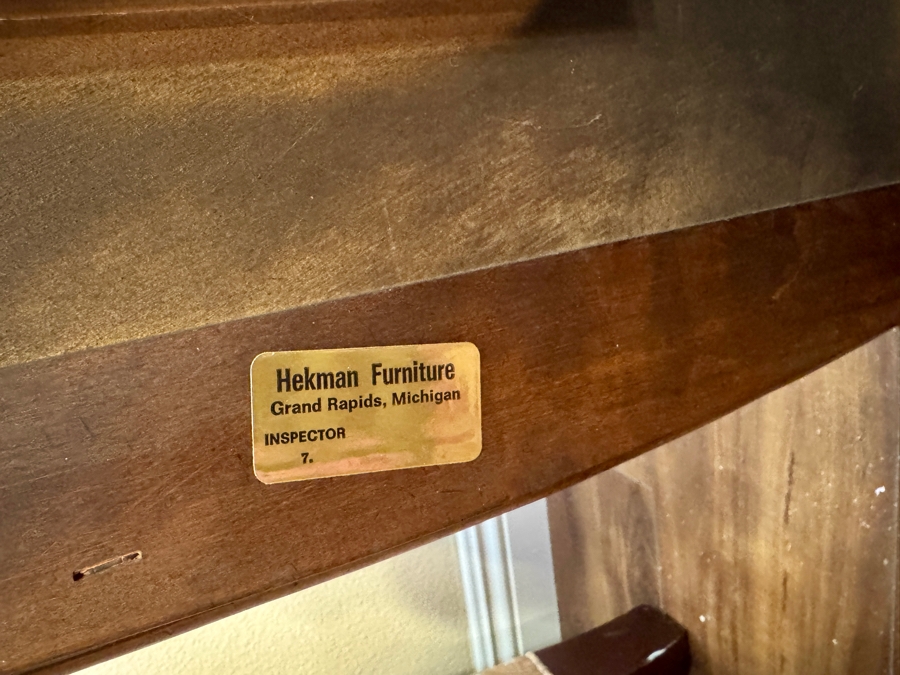 Hekman Furniture
Grand Rapids, Michigan
INSPECTOR
7.